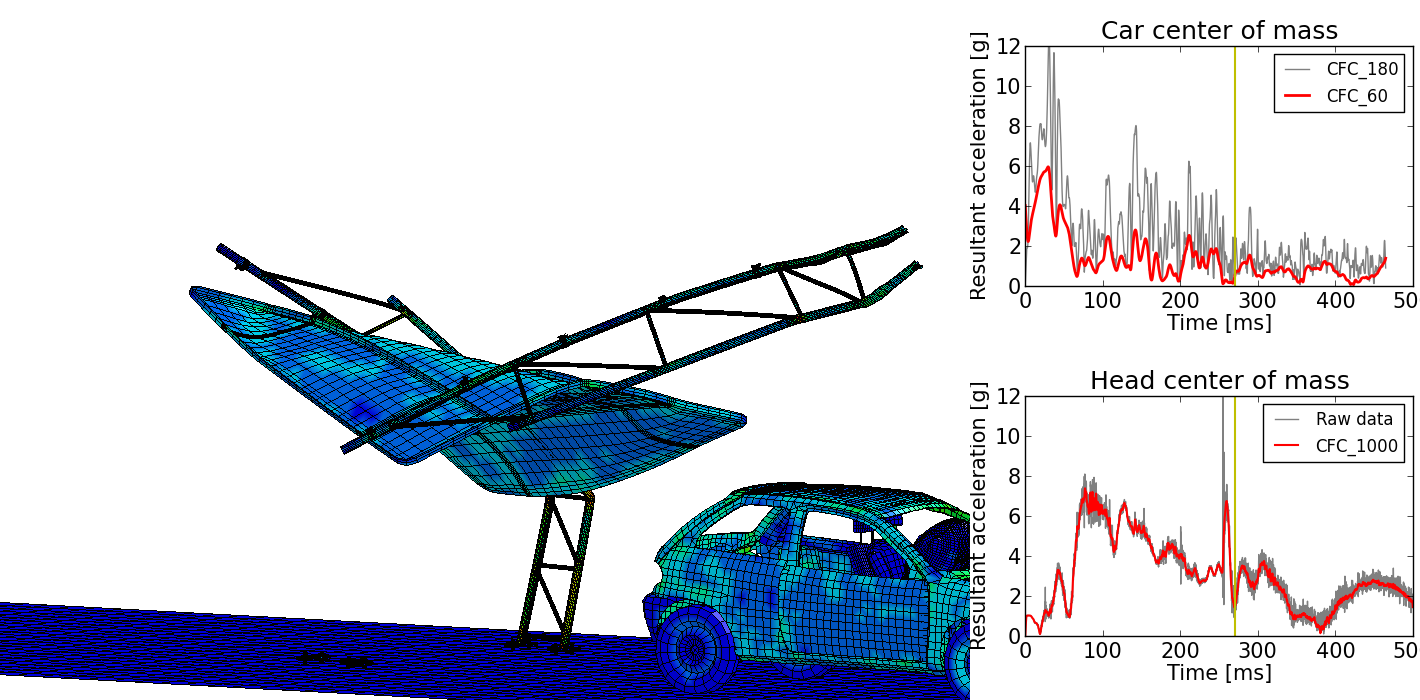 Car center of mass
Resultant acceleration [g]
12
10
8
6
4
2
0
CFC_180
CFC_60
0 100 200 300 400 50
Time [ms]
Head center of mass
Resultant acceleration [g]
12
10
8
6
4
2
0
Raw data
CFC_1000
0 100 200 300 400 50
Time [ms]